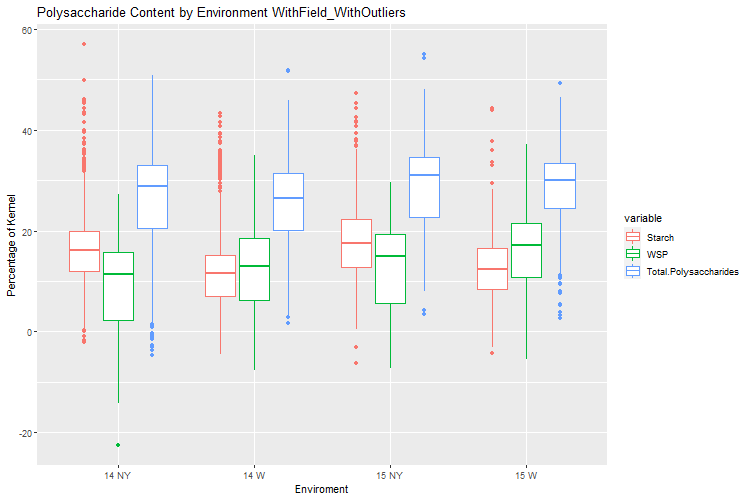 Polysaccharide Content by Environment WithField_WithOutliers
60
40
20
0
-20
Percentage of Kernel
14 NY
14 W
15 NY
15 W
Enviroment
variable
Starch
WSP
Total.Polysaccharides